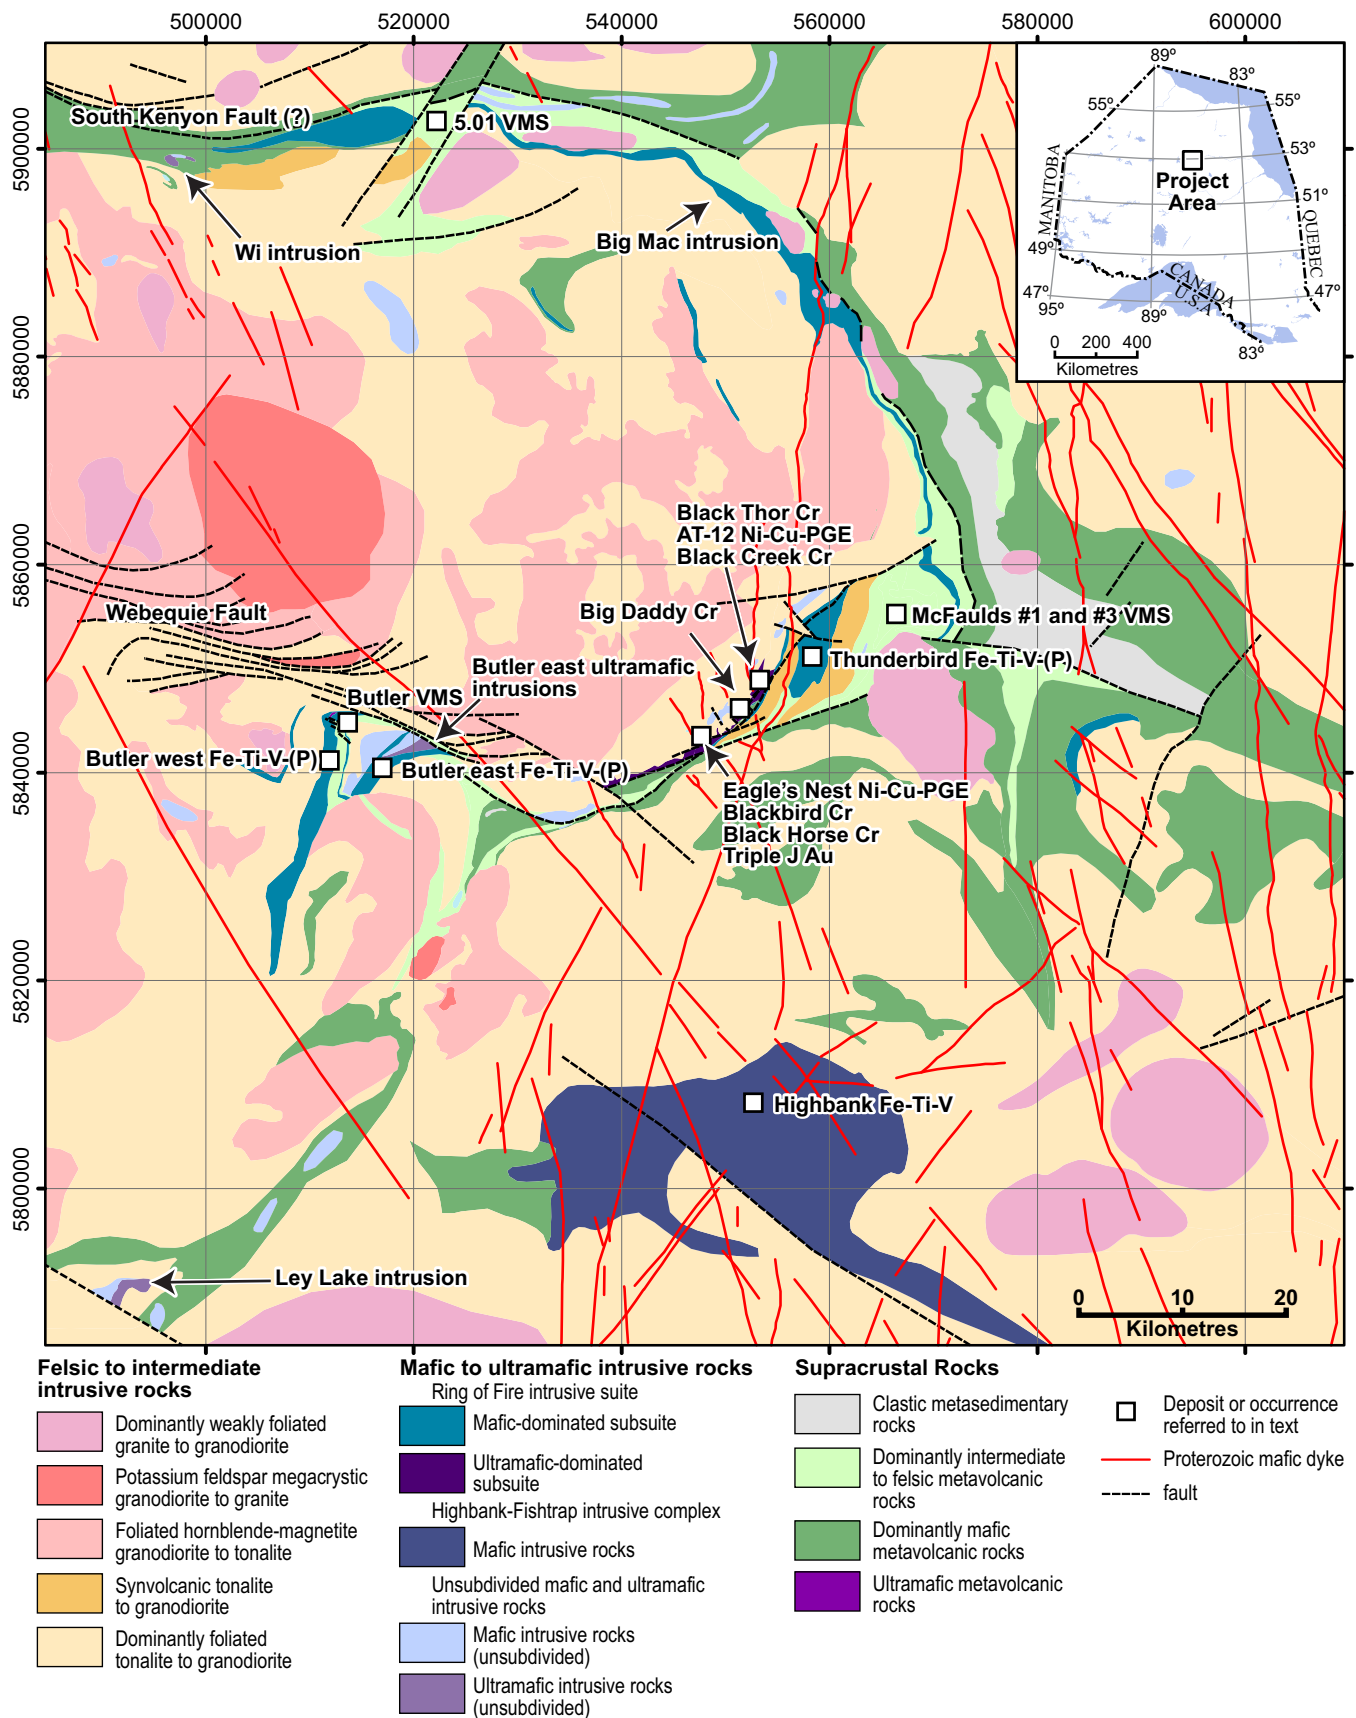 500000
520000
540000
560000
580000
600000
5900000
5880000
5860000
5840000
5820000
5800000
South Kenyon Fault (?)
5.01 VMS
Wi intrusion
Big Mac intrusion
89°
83°
55°
55°
53°
51°
49°
47°
47°
95°
89°
83°
MANITOBA
QUEBEC
CANADA
U.S.A
Project
Area
0 200 400
Kilometres
Black Thor Cr
AT-12 Ni-Cu-PGE
Black Creek Cr
Big Daddy Cr
McFaulds #1 and #3 VMS
Thunderbird Fe-Ti-V-(P)
Webequie Fault
Butler east ultramafic
intrusions
Butler VMS
Butler west Fe-Ti-V-(P)
Butler east Fe-Ti-V-(P)
Eagle's Nest Ni-Cu-PGE
Blackbird Cr
Black Horse Cr
Triple J Au
Highbank Fe-Ti-V
Ley Lake intrusion
0 10 20
Kilometres
Felsic to intermediate
intrusive rocks
Dominantly weakly foliated
granite to granodiorite
Potassium feldspar megacrystic
granodiorite to granite
Foliated hornblende-magnetite
granodiorite to tonalite
Synvolcanic tonalite
to granodiorite
Dominantly foliated
tonalite to granodiorite
Mafic to ultramafic intrusive rocks
Ring of Fire intrusive suite
Mafic-dominated subsuite
Ultramafic-dominated
subsuite
Highbank-Fishtrap intrusive complex
Mafic intrusive rocks
Unsubdivided mafic and ultramafic
intrusive rocks
Mafic intrusive rocks
(unsubdivided)
Ultramafic intrusive rocks
(unsubdivided)
Supracrustal Rocks
Clastic metasedimentary
rocks
Dominantly intermediate
to felsic metavolcanic
rocks
Dominantly mafic
metavolcanic rocks
Ultramafic metavolcanic
rocks
Deposit or occurrence
referred to in text
Proterozoic mafic dyke
fault